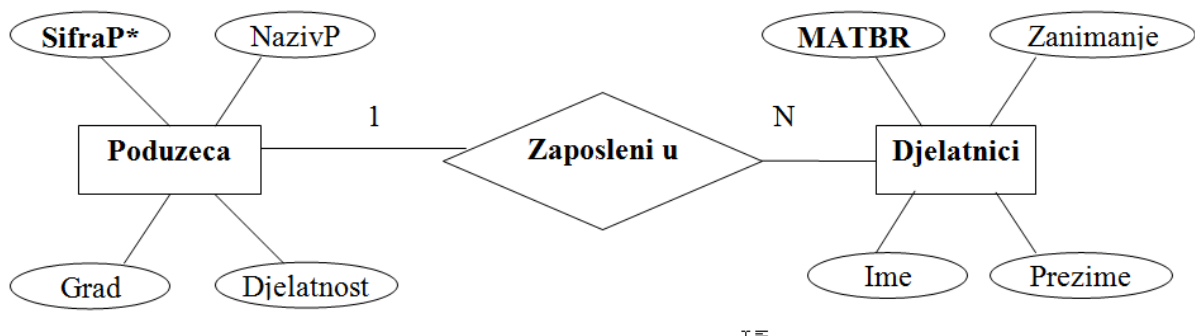 SifraP*
NazivP
MATBR
Zanimanje
1
N
Poduzeca
Zaposleni u
Djelatnici
Grad
Djelatnost
Ime
Prezime